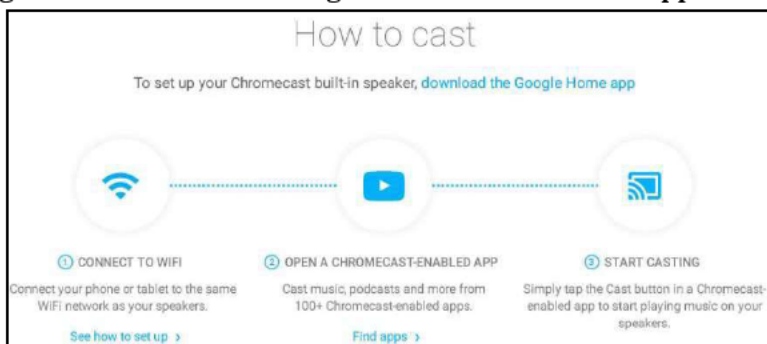 How to cast
To set up your Chromecast built-in speaker, download the Google Home app
① CONNECT TO WIFI
Connect your phone or tablet to the same
WiFi network as your speakers.
See how to set up ›
② OPEN A CHROMECAST-ENABLED APP
Cast music, podcasts and more from
100+ Chromecast-enabled apps.
Find apps ›
③ START CASTING
Simply tap the Cast button in a Chromecast-
enabled app to start playing music on your
speakers.